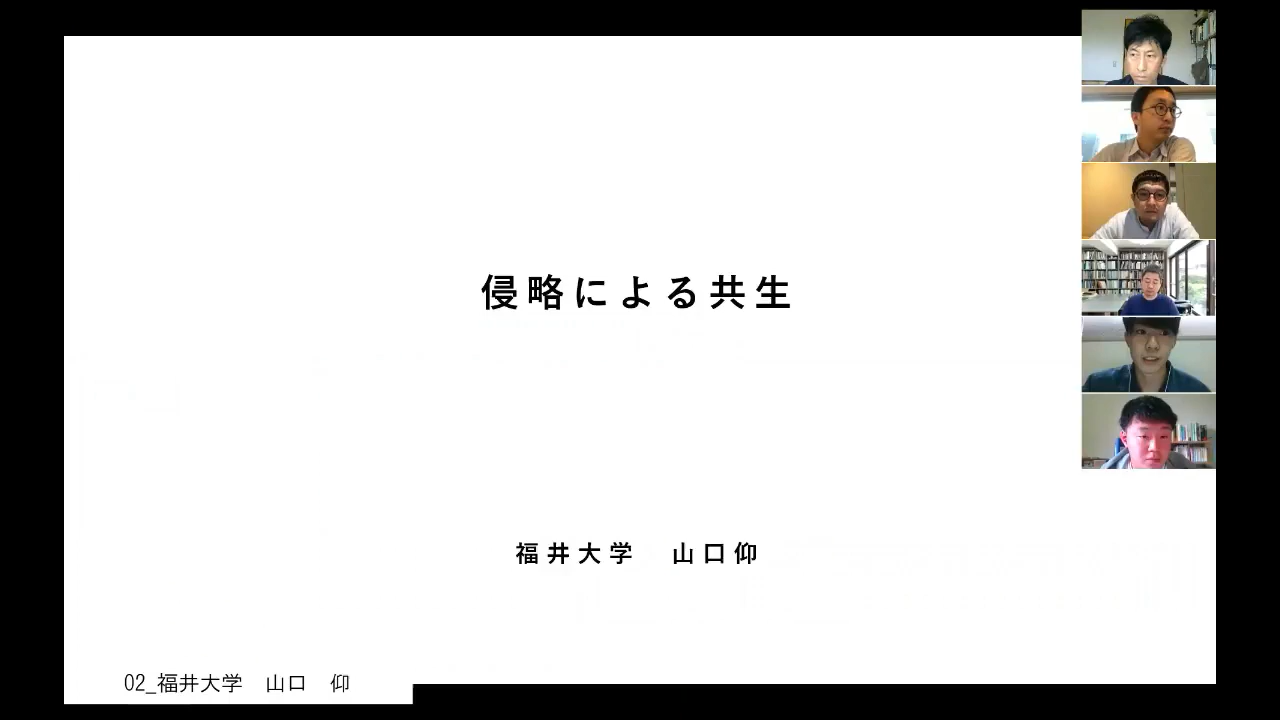 侵略による共生
福井大学　山口仰
02_福井大学　山口　仰